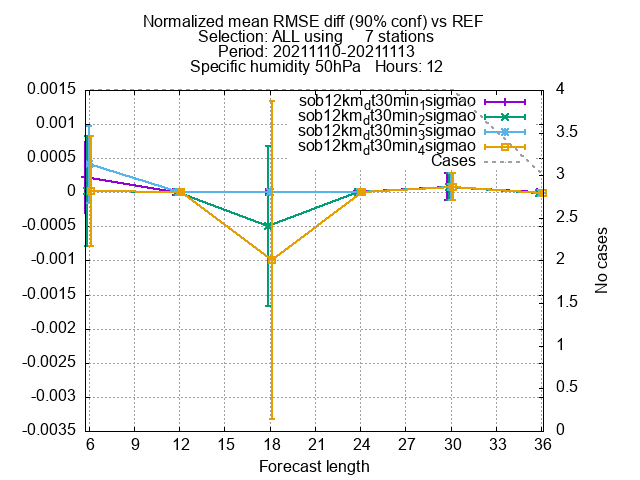 Normalized mean RMSE diff (90% conf) vs REF
Selection: ALL using 7 stations
Period: 20211110-20211113
Specific humidity 50hPa Hours: 12
sob12km_dt30min_1sigmao
sob12km_dt30min_2sigmao
sob12km_dt30min_3sigmao
sob12km_dt30min_4sigmao
Cases
0.0015
0.001
0.0005
0
-0.0005
-0.001
-0.0015
-0.002
-0.0025
-0.003
-0.0035
4
3.5
3
2.5
2
1.5
1
0.5
0
No cases
6 9 12 15 18 21 24 27 30 33 36
Forecast length